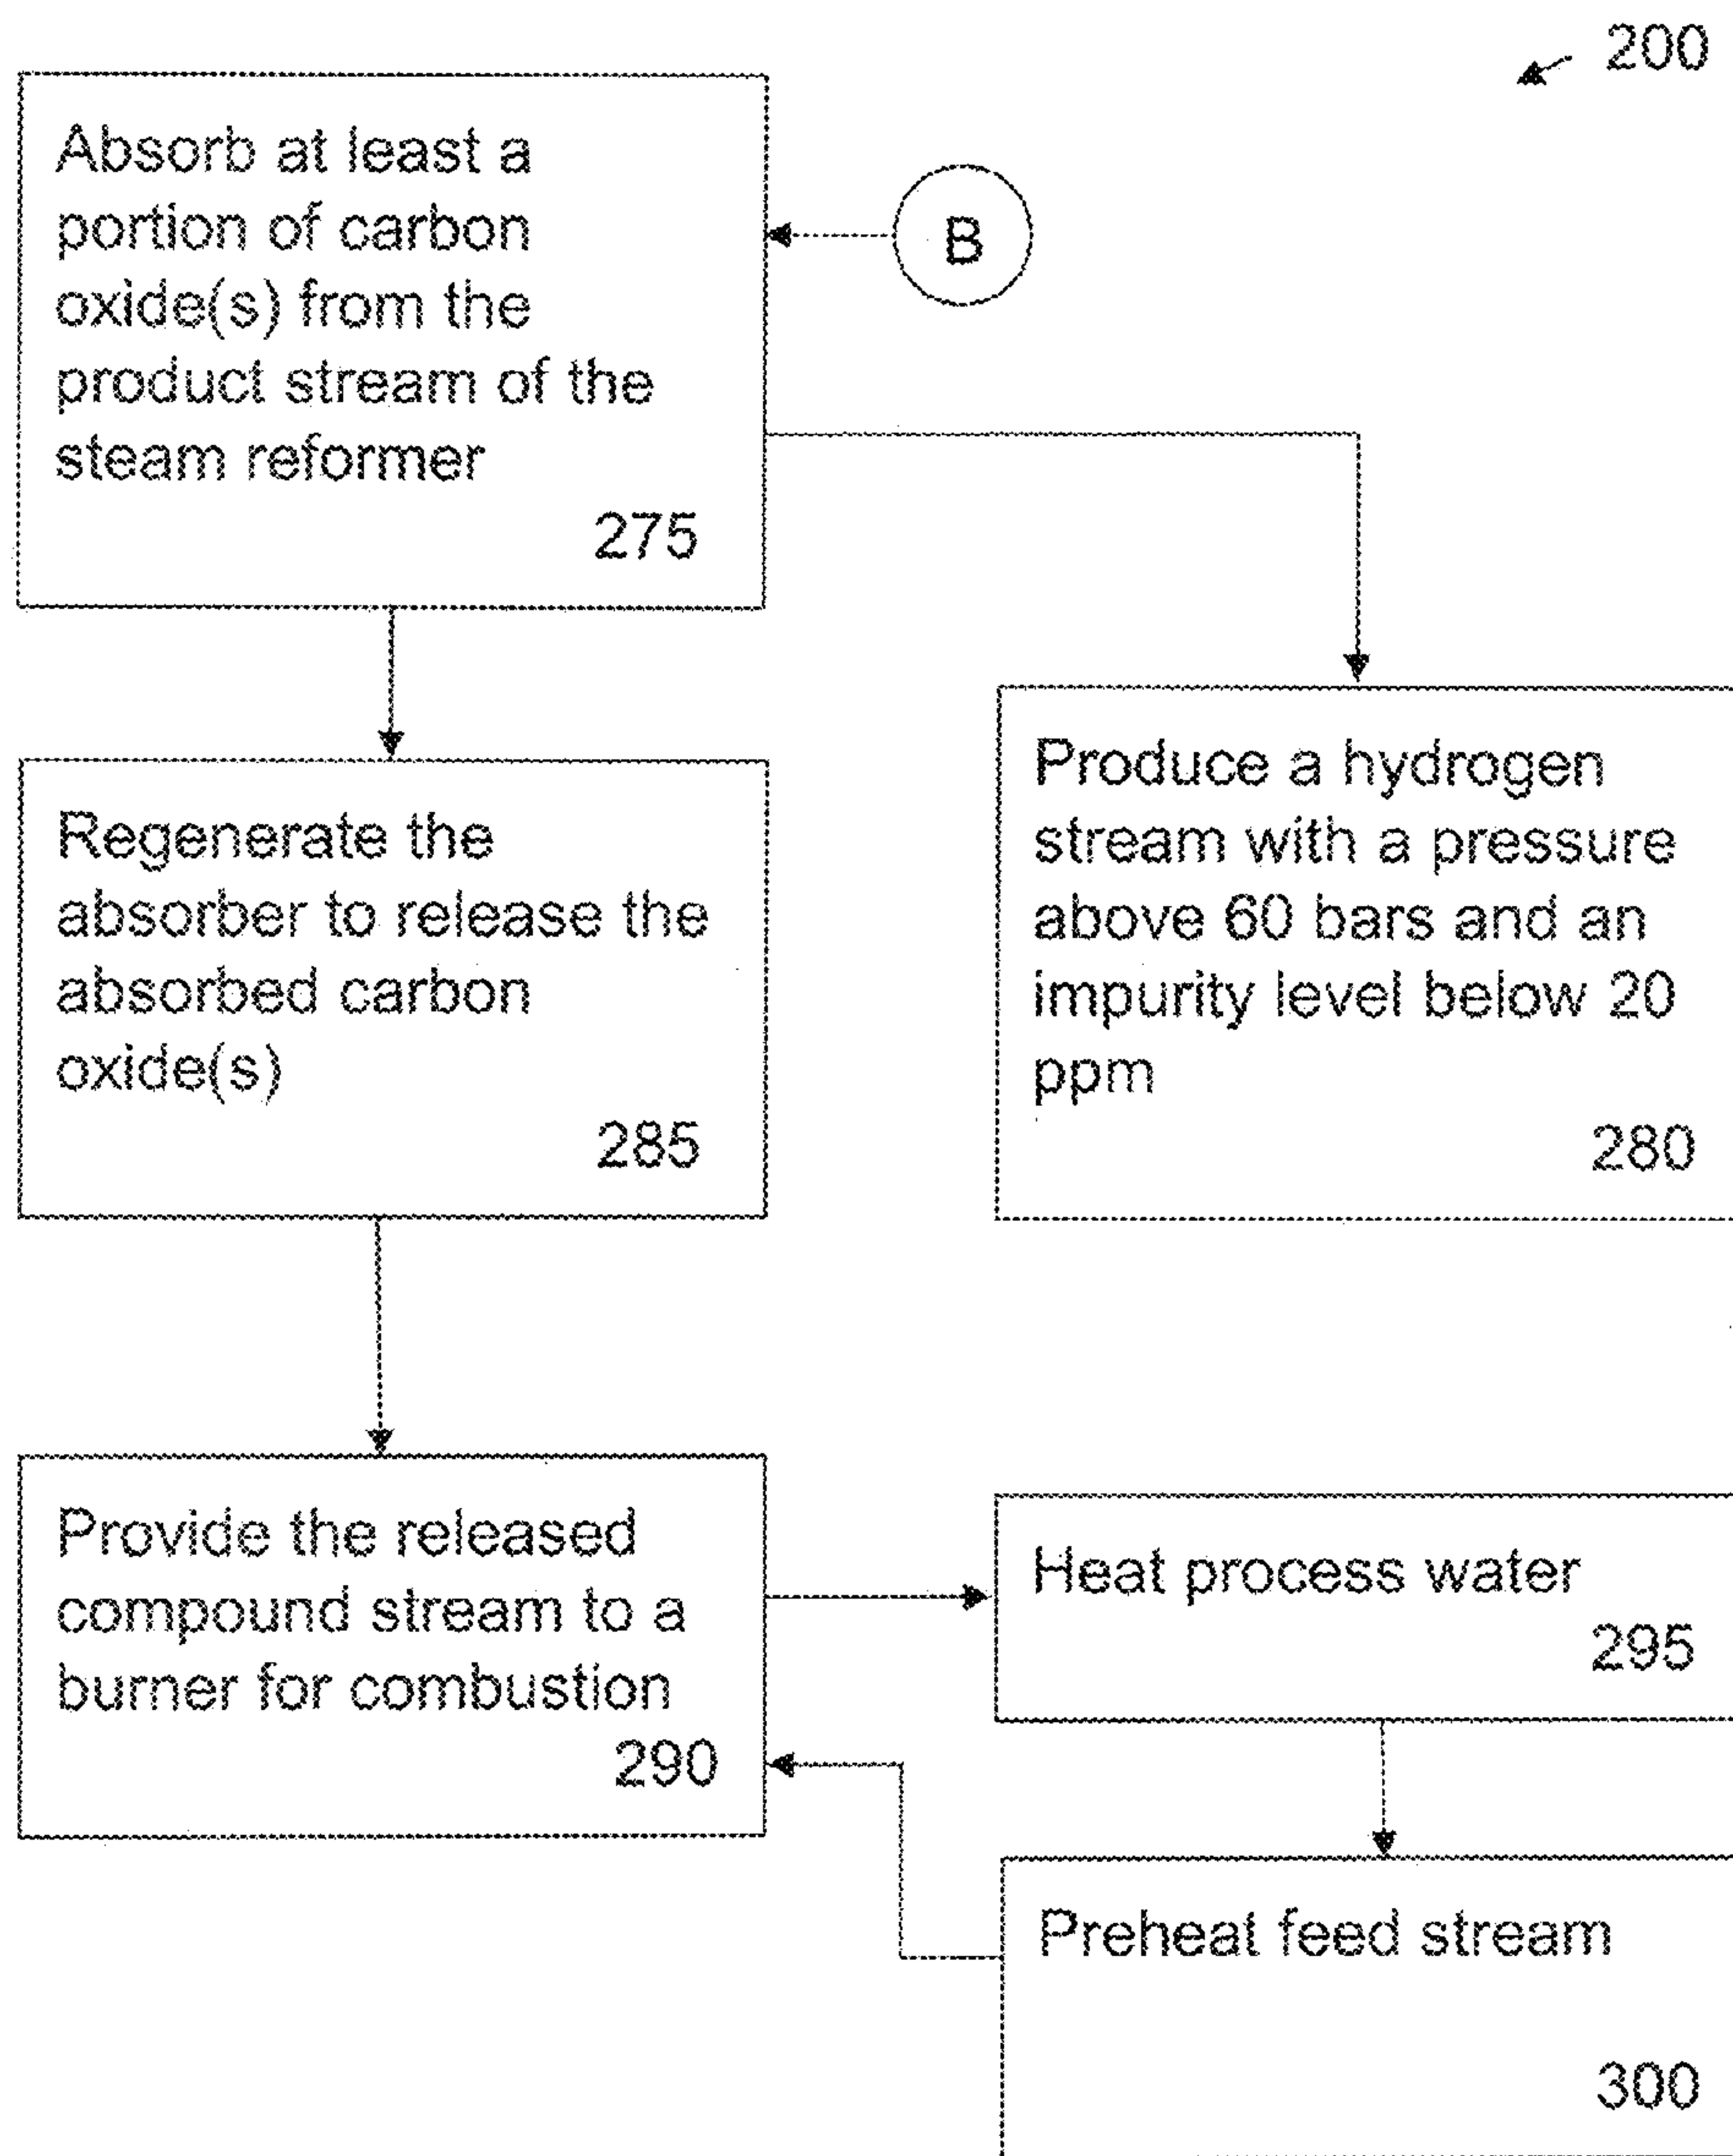 200
Absorb at least a
portion of carbon
oxide(s) from the
product stream of the
steam reformer
275
B
Regenerate the
absorber to release the
absorbed carbon
oxide(s)
285
Produce a hydrogen
stream with a pressure
above 60 bars and an
impurity level below 20
ppm
280
Provide the released
compound stream to a
burner for combustion
290
Heat process water
295
Preheat feed stream
300